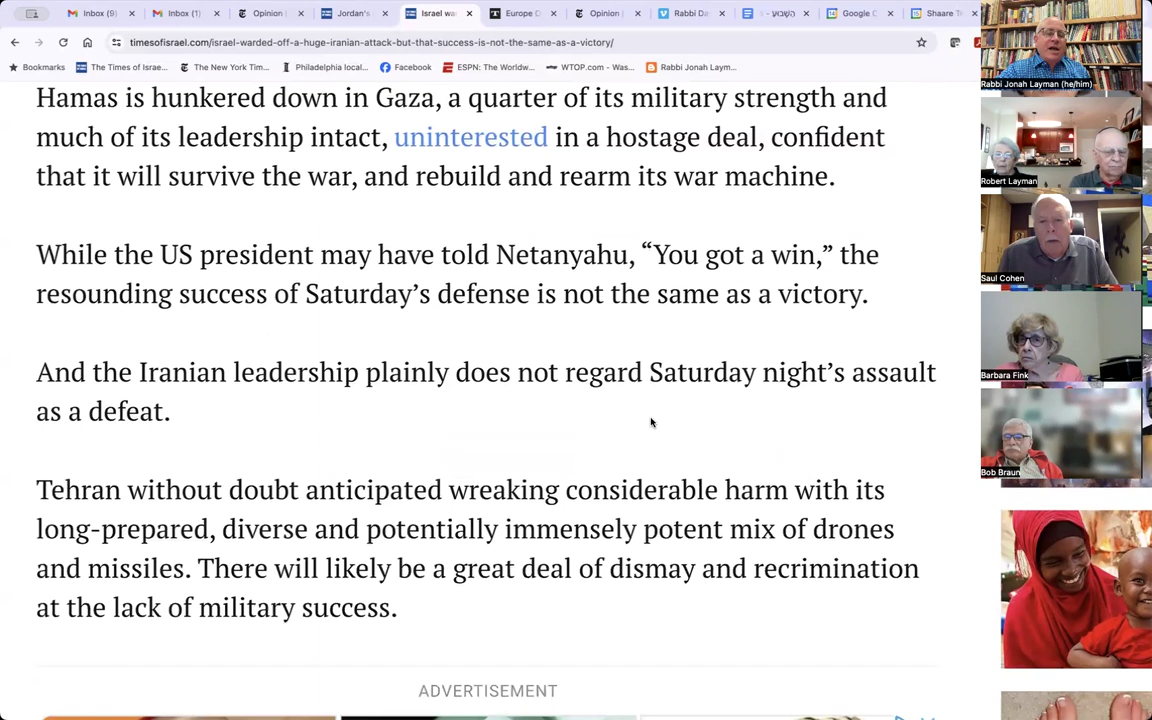 Inbox (9)
Inbox (1)
Opinion
Jordan's
Israel wa
Europe
Opinion
Rabbi Da
השבוע -
Google C
Shaare T
timesofisrael.com/israel-warded-off-a-huge-iranian-attack-but-that-success-is-not-the-same-as-a-victory/
Bookmarks
The Times of Israe...
The New York Tim...
Philadelphia local...
Facebook
ESPN: The Worldw...
WTOP.com - Was...
Rabbi Jonah Laym...
Hamas is hunkered down in Gaza, a quarter of its military strength and
much of its leadership intact, uninterested in a hostage deal, confident
that it will survive the war, and rebuild and rearm its war machine.
While the US president may have told Netanyahu, “You got a win,” the
resounding success of Saturday’s defense is not the same as a victory.
And the Iranian leadership plainly does not regard Saturday night’s assault
as a defeat.
Tehran without doubt anticipated wreaking considerable harm with its
long-prepared, diverse and potentially immensely potent mix of drones
and missiles. There will likely be a great deal of dismay and recrimination
at the lack of military success.
ADVERTISEMENT
Rabbi Jonah Layman (he/him)
Robert Layman
Saul Cohen
Barbara Fink
Bob Braun